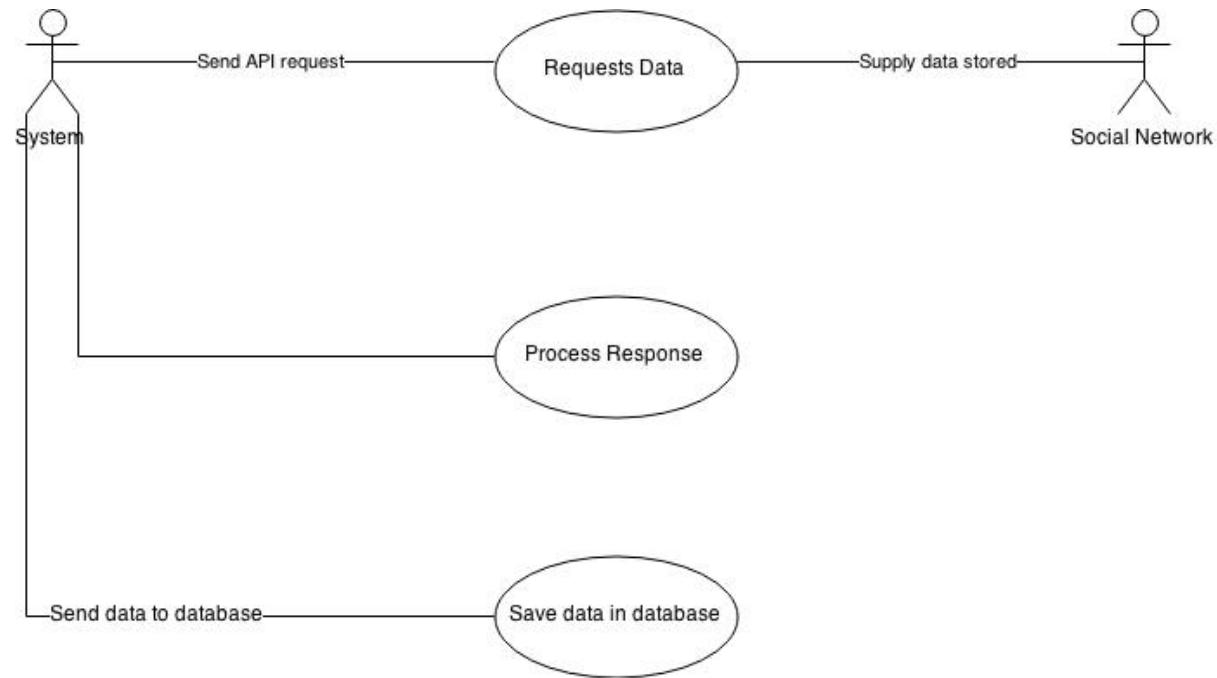 Send API request
Requests Data
Supply data stored
System
Social Network
Process Response
Send data to database
Save data in database